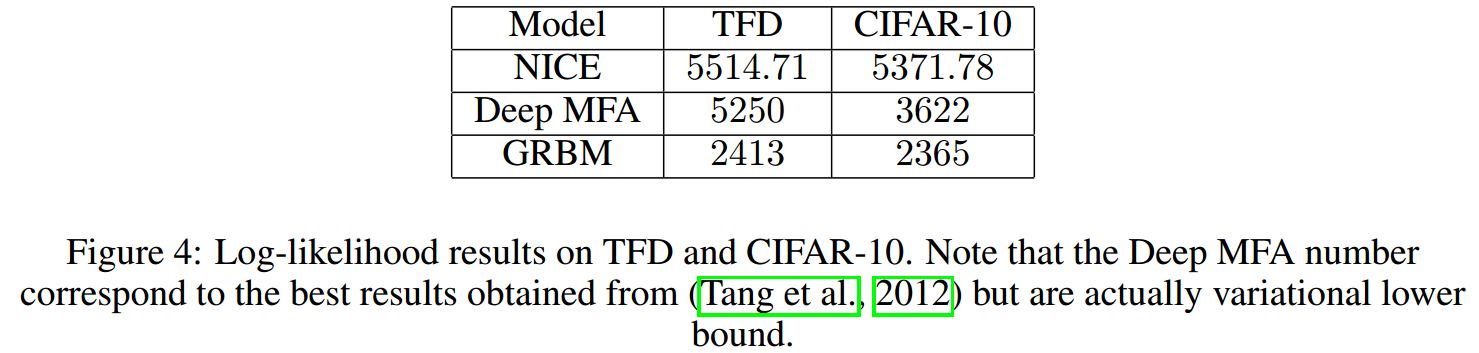 Model TFD CIFAR-10
NICE 5514.71 5371.78
Deep MFA 5250 3622
GRBM 2413 2365
Figure 4: Log-likelihood results on TFD and CIFAR-10. Note that the Deep MFA number
correspond to the best results obtained from (Tang et al., 2012) but are actually variational lower
bound.